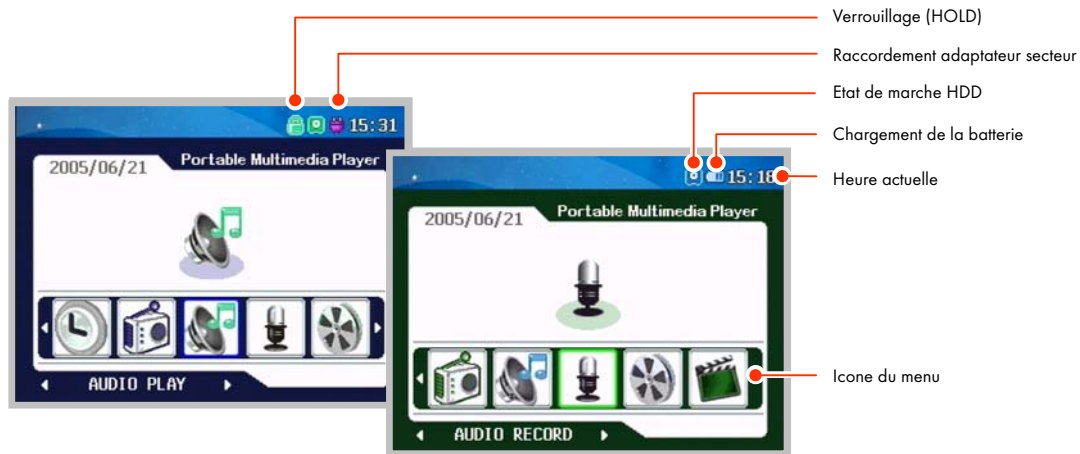 Verrouillage (HOLD)
Raccordement adaptateur secteur
Etat de marche HDD
Chargement de la batterie
Heure actuelle
Icone du menu
15:31
2005/06/21
Portable Multimedia Player
AUDIO PLAY
15:18
2005/06/21
Portable Multimedia Player
AUDIO RECORD